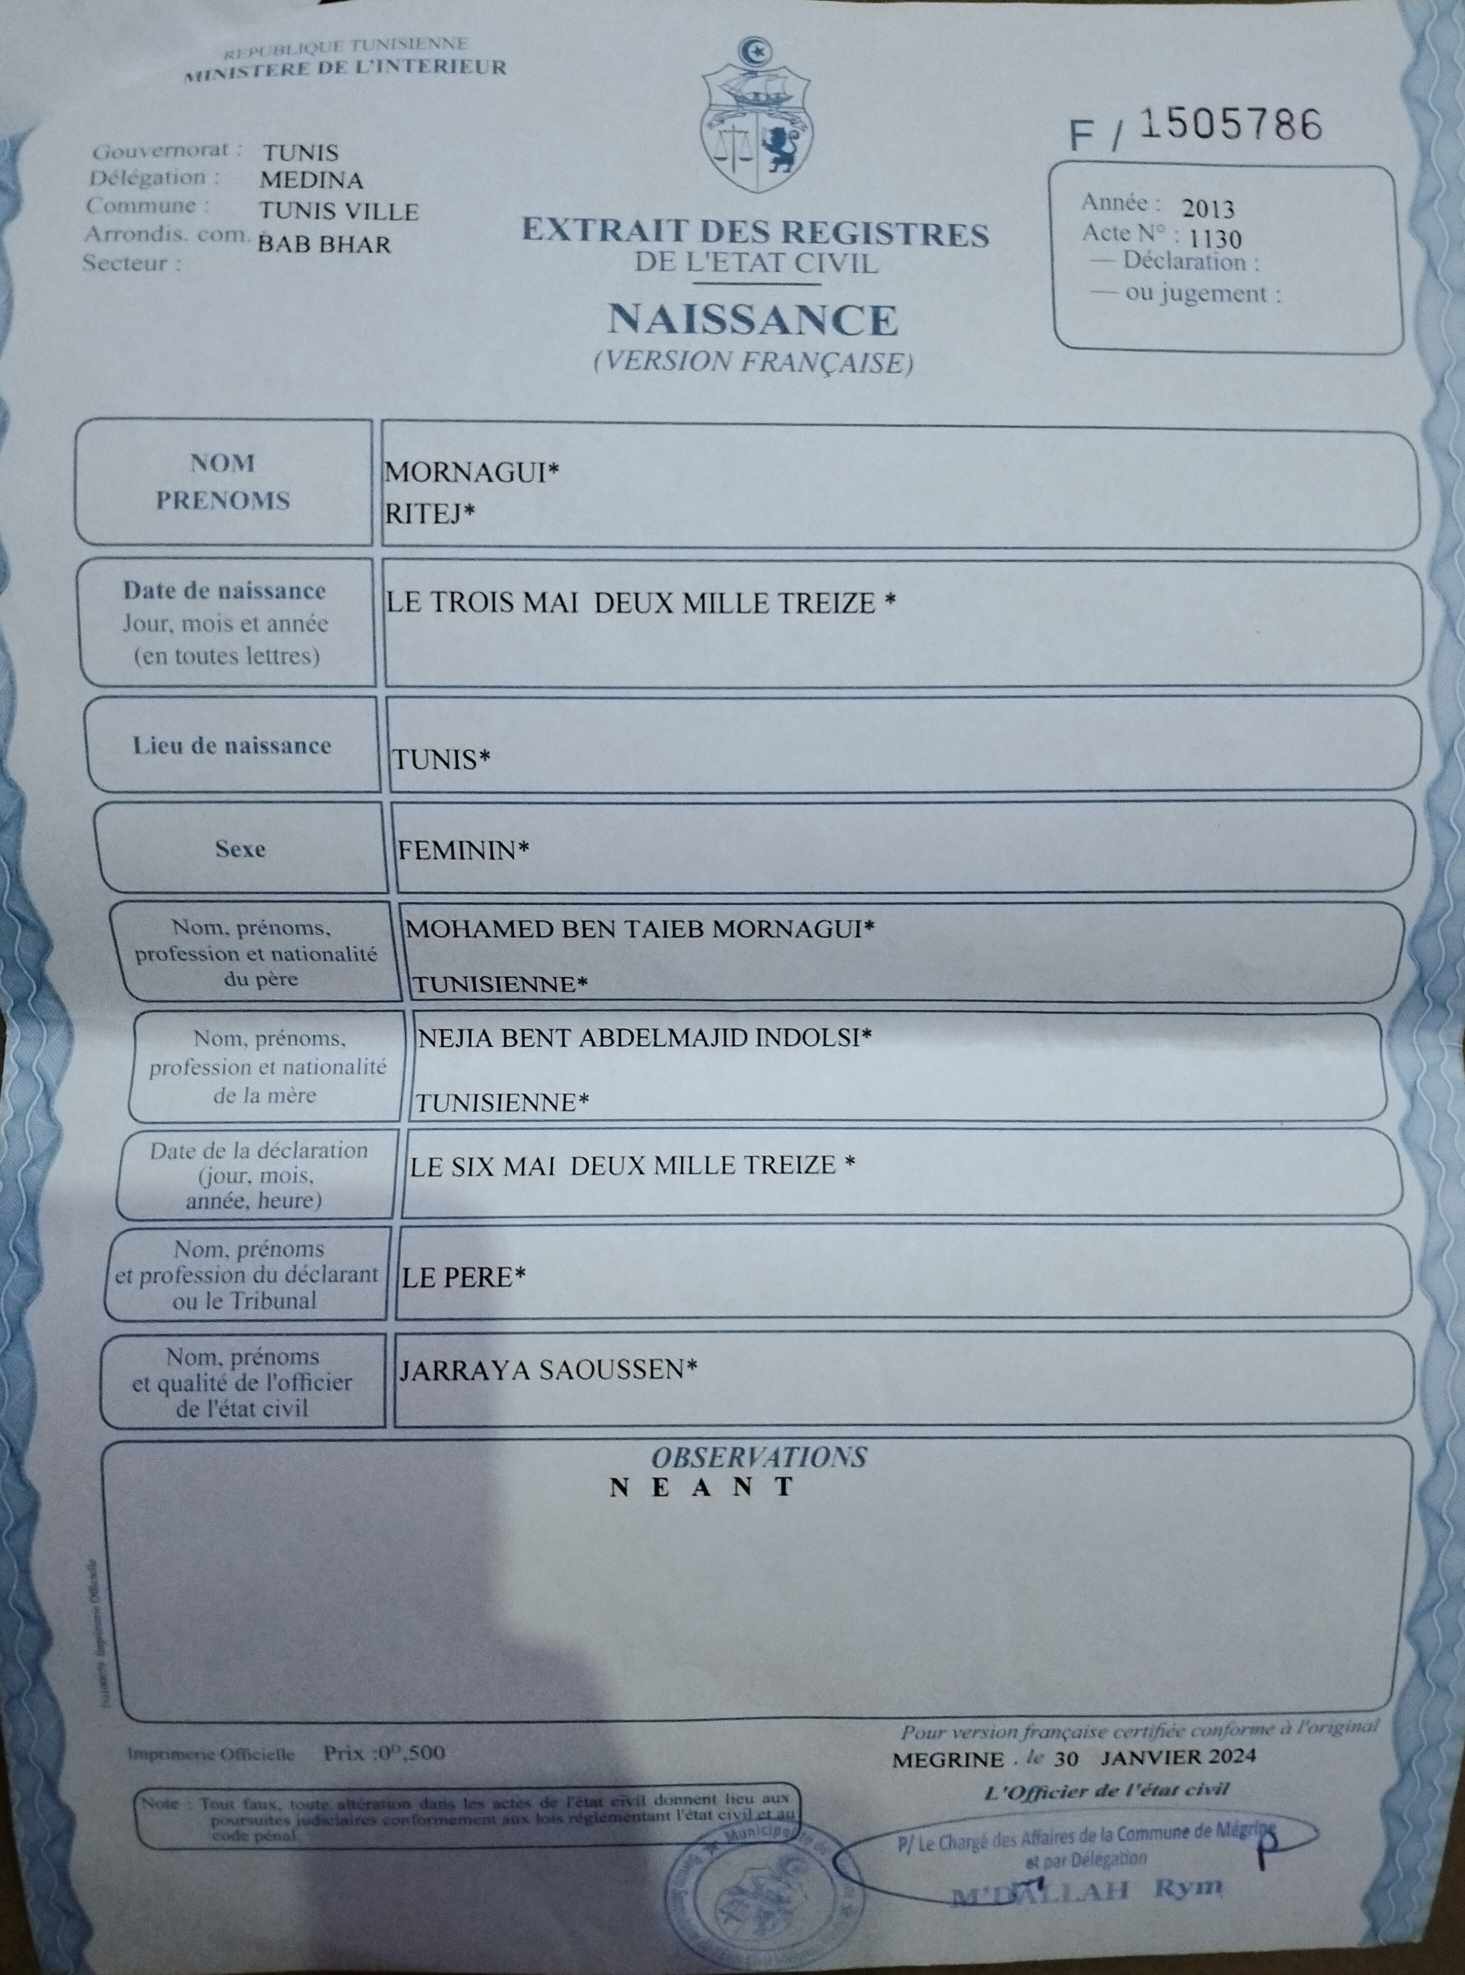 REPUBLIQUE TUNISIENNE
MINISTERE DE L'INTERIEUR
Gouvernorat : TUNIS
Délégation : MEDINA
Commune : TUNIS VILLE
Arrondis. com. BAB BHAR
Secteur :
F / 1505786
Année : 2013
Acte N° : 1130
— Déclaration :
— ou jugement :
EXTRAIT DES REGISTRES
DE L'ETAT CIVIL
NAISSANCE
(VERSION FRANÇAISE)
NOM
PRENOMS
MORNAGUI*
RITEJ*
Date de naissance
Jour, mois et année
(en toutes lettres)
LE TROIS MAI DEUX MILLE TREIZE *
Lieu de naissance
TUNIS*
Sexe
FEMININ*
Nom, prénoms,
profession et nationalité
du père
MOHAMED BEN TAIEB MORNAGUI*
TUNISIENNE*
Nom, prénoms,
profession et nationalité
de la mère
NEJIA BENT ABDELMAJID INDOLSI*
TUNISIENNE*
Date de la déclaration
(jour, mois,
année, heure)
LE SIX MAI DEUX MILLE TREIZE *
Nom, prénoms
et profession du déclarant
ou le Tribunal
LE PERE*
Nom, prénoms
et qualité de l'officier
de l'état civil
JARRAYA SAOUSSEN*
OBSERVATIONS
N E A N T
Imprimerie Officielle
Imprimerie Officielle Prix :0ᴰ,500
Pour version française certifiée conforme à l'original
MEGRINE . le 30 JANVIER 2024
L'Officier de l'état civil
Note : Tout faux, toute altération dans les actes de l'état civil donnent lieu aux
poursuites judiciaires conformement aux lois réglémentant l'état civil et au
code pénal
P/ Le Chargé des Affaires de la Commune de Mégrine
et par Délégation
M'DALLAH Rym
Municipalité de